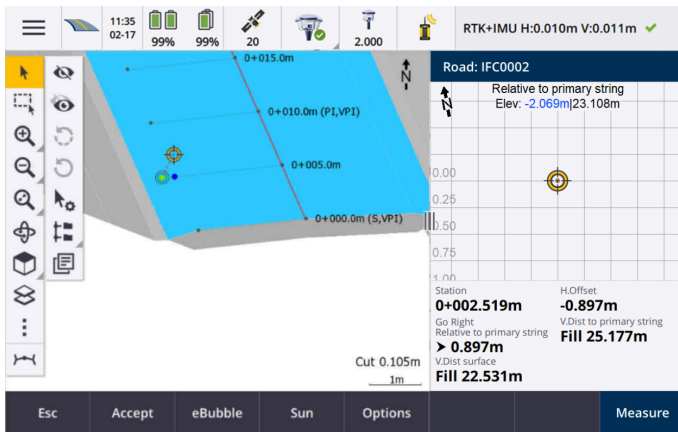 11:35
02-17
99%
99%
20
2.000
RTK+IMU H:0.010m V:0.011m
Road: IFC0002
0+015.0m
N
0+010.0m (PI,VPI)
0+005.0m
0+000.0m (S,VPI)
Cut 0.105m
1m
Relative to primary string
Elev: -2.069m|23.108m
N
0.00
0.25
0.50
0.75
1.00
Station
0+002.519m
H.Offset
-0.897m
Go Right
Relative to primary string
0.897m
V.Dist to primary string
Fill 25.177m
V.Dist surface
Fill 22.531m
Esc
Accept
eBubble
Sun
Options
Measure